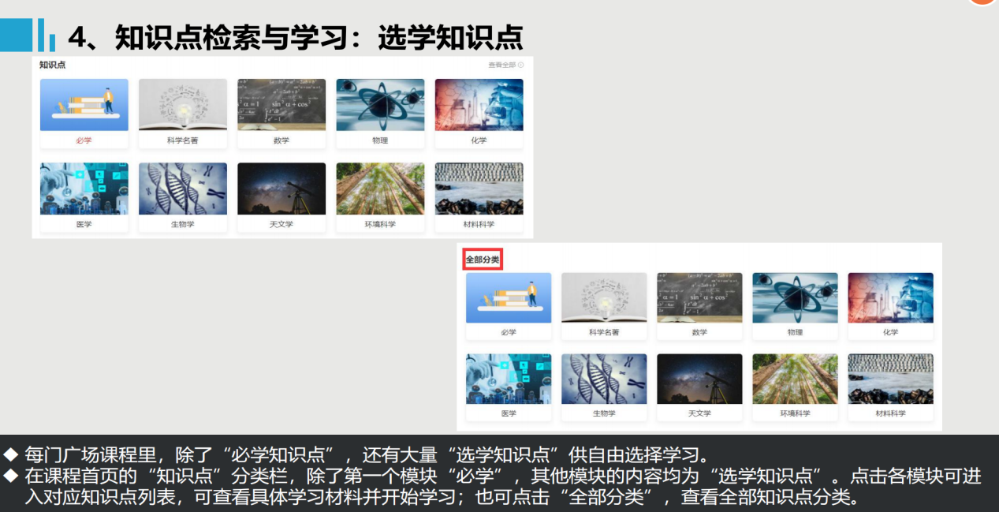 4、知识点检索与学习：选学知识点
知识点
查看全部
必学 科学名著 数学 物理 化学
医学 生物学 天文学 环境科学 材料科学
全部分类
必学 科学名著 数学 物理 化学
医学 生物学 天文学 环境科学 材料科学
◆ 每门广场课程里，除了“必学知识点”，还有大量“选学知识点”供自由选择学习。
◆ 在课程首页的“知识点”分类栏，除了第一个模块“必学”，其他模块的内容均为“选学知识点”。点击各模块可进
入对应知识点列表，可查看具体学习材料并开始学习；也可点击“全部分类”，查看全部知识点分类。